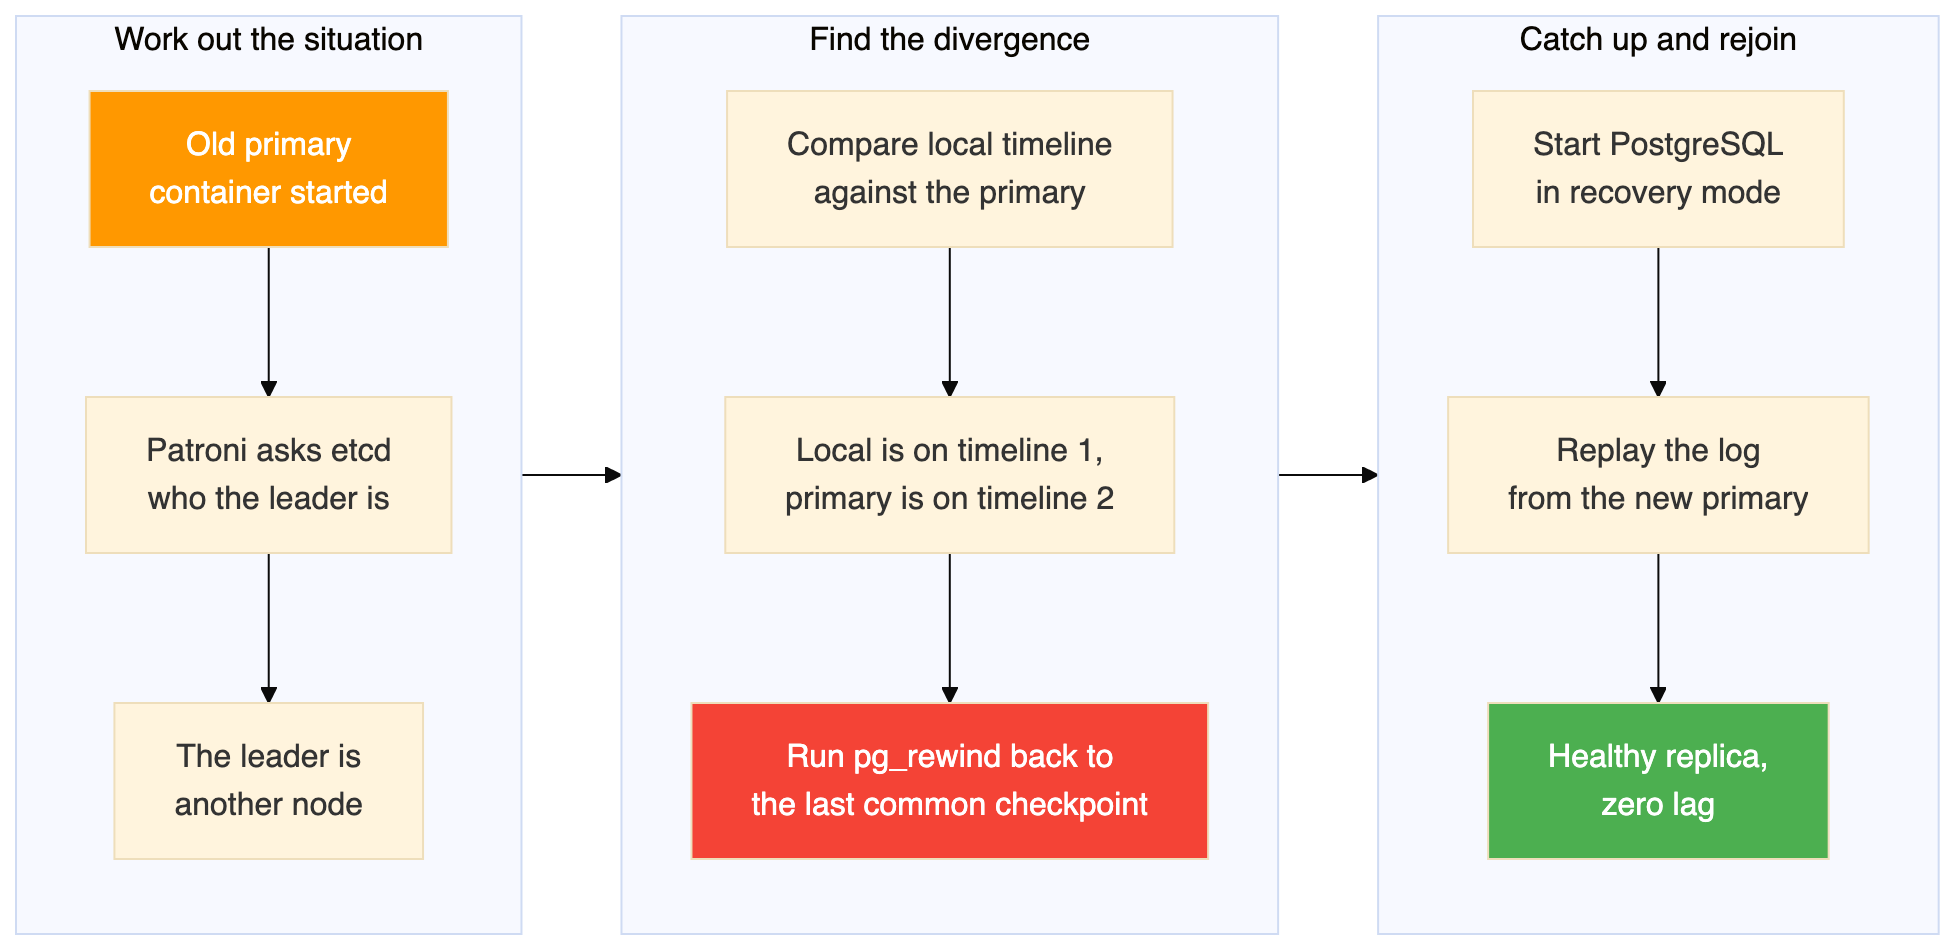 Work out the situation
Old primary
container started
Patroni asks etcd
who the leader is
The leader is
another node
Find the divergence
Compare local timeline
against the primary
Local is on timeline 1,
primary is on timeline 2
Run pg_rewind back to
the last common checkpoint
Catch up and rejoin
Start PostgreSQL
in recovery mode
Replay the log
from the new primary
Healthy replica,
zero lag